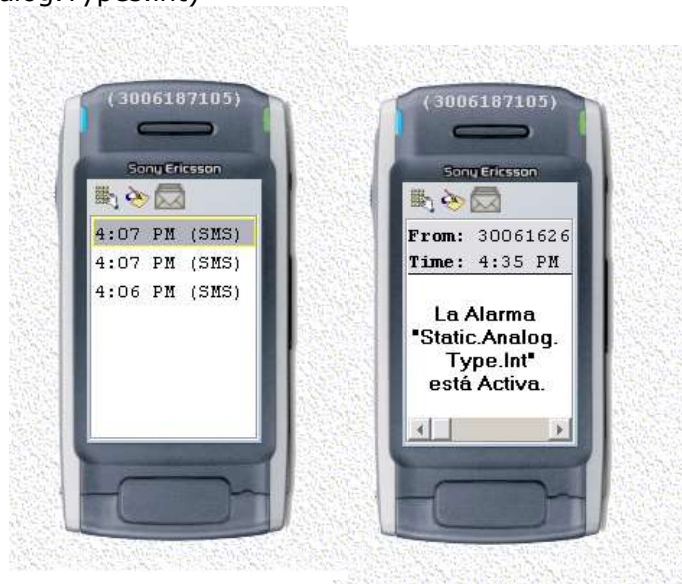 (3006187105)
Sony Ericsson
4:07 PM (SMS)
4:07 PM (SMS)
4:06 PM (SMS)
(3006187105)
Sony Ericsson
From: 30061626
Time: 4:35 PM
La Alarma
"Static.Analog.
Type.Int"
está Activa.